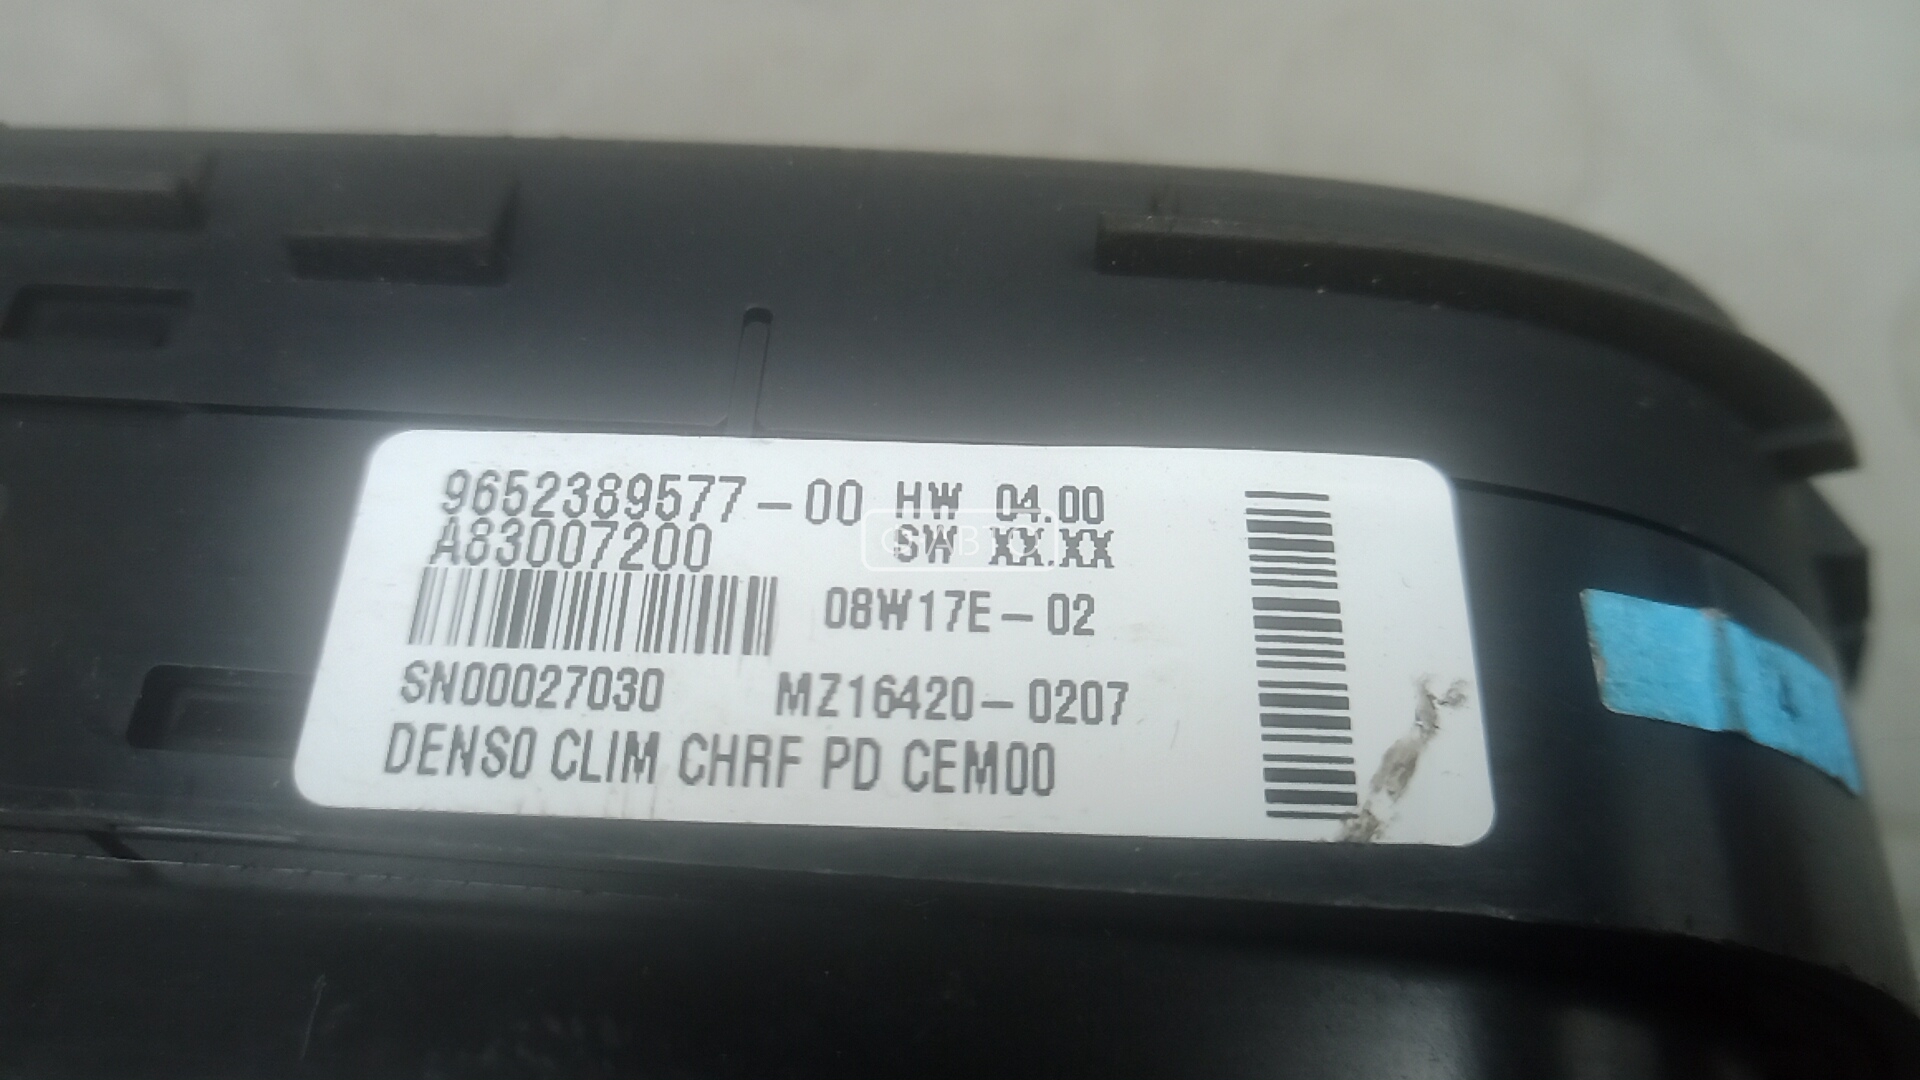 9652389577-00 HW 04.00
A83007200 SW XX.XX
08W17E-02
SN00027030 MZ16420-0207
DENSO CLIM CHRF PD CEM00
4